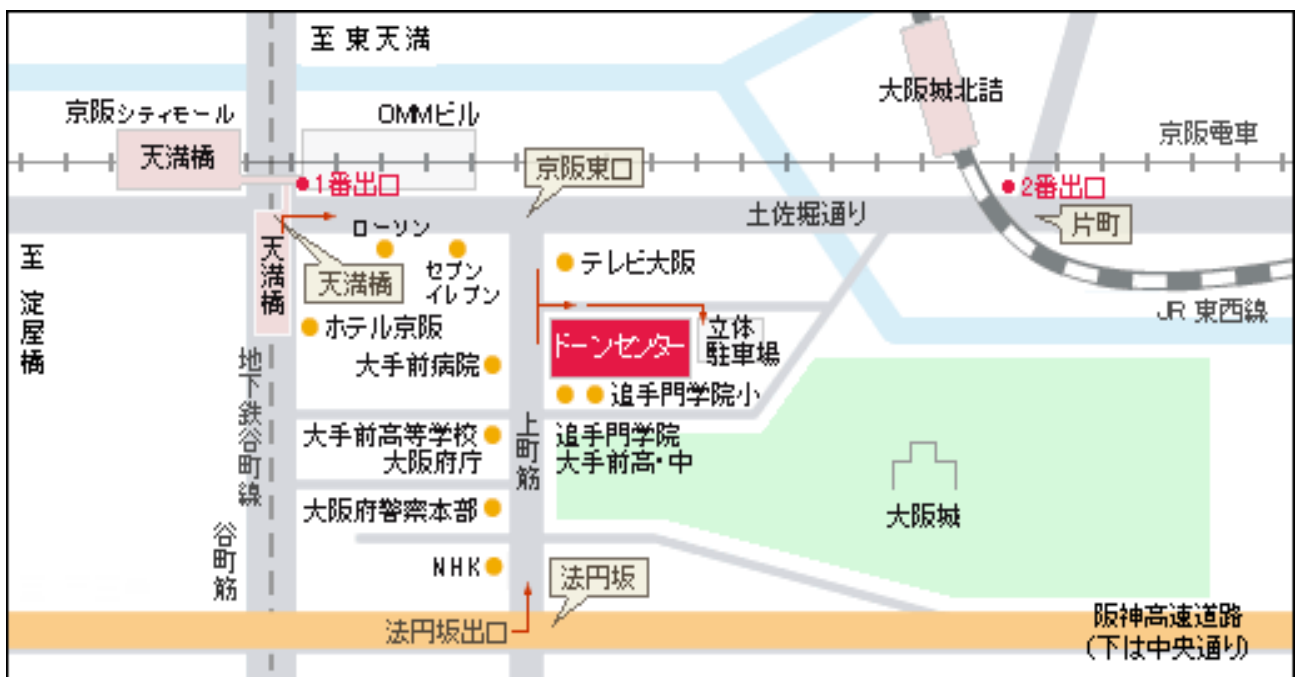 至 東天満
京阪シティモール
天満橋
OMMビル
大阪城北詰
京阪電車
1番出口
京阪東口
2番出口
土佐堀通り
片町
至 淀屋橋
天満橋
ローソン
セブン
イレブン
天満橋
テレビ大阪
ホテル京阪
ドーンセンター
立体
駐車場
JR 東西線
大手前病院
追手門学院小
地下鉄谷町線
大手前高等学校
大阪府庁
上町筋
追手門学院
大手前高・中
大阪府警察本部
大阪城
谷町筋
NHK
法円坂
法円坂出口
阪神高速道路
(下は中央通り)